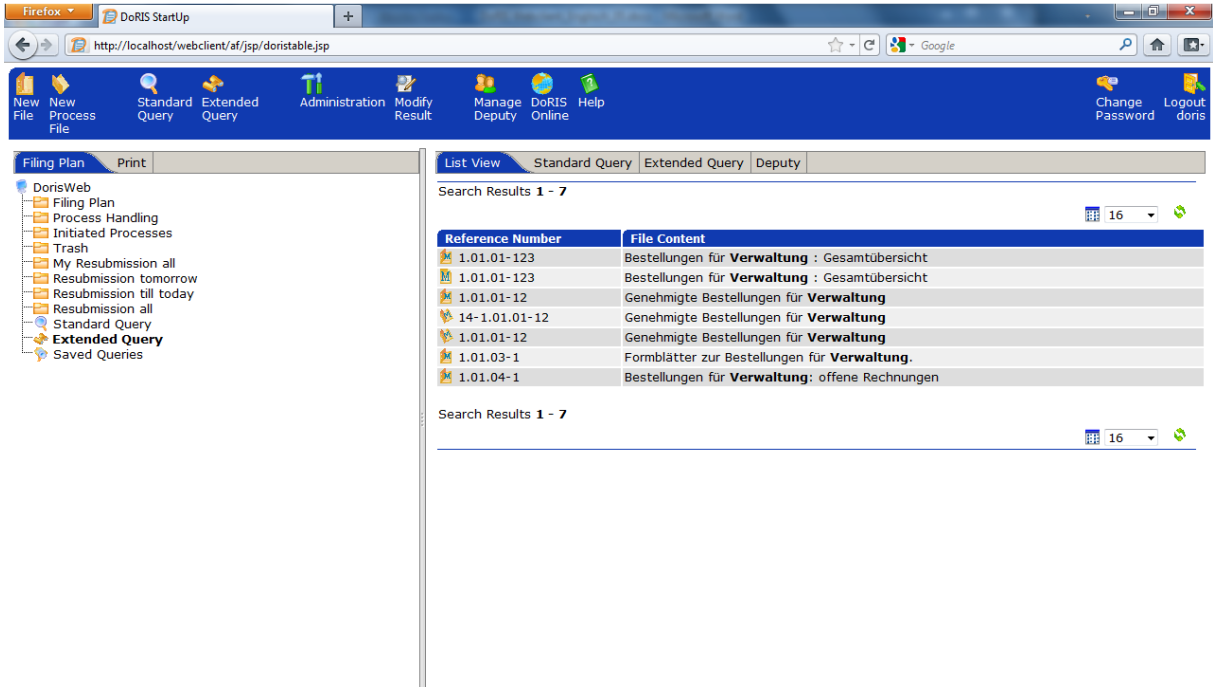 Firefox
DoRIS StartUp
http://localhost/webclient/af/jsp/doristable.jsp
Google
New File
New Process File
Standard Query
Extended Query
Administration
Modify Result
Manage Deputy
DoRIS Online
Help
Change Password
Logout doris
Filing Plan
Print
DorisWeb
Filing Plan
Process Handling
Initiated Processes
Trash
My Resubmission all
Resubmission tomorrow
Resubmission till today
Resubmission all
Standard Query
Extended Query
Saved Queries
List View
Standard Query
Extended Query
Deputy
Search Results 1 - 7
16
Reference Number File Content
1.01.01-123 Bestellungen für Verwaltung : Gesamtübersicht
1.01.01-123 Bestellungen für Verwaltung : Gesamtübersicht
1.01.01-12 Genehmigte Bestellungen für Verwaltung
14-1.01.01-12 Genehmigte Bestellungen für Verwaltung
1.01.01-12 Genehmigte Bestellungen für Verwaltung
1.01.03-1 Formblätter zur Bestellungen für Verwaltung.
1.01.04-1 Bestellungen für Verwaltung: offene Rechnungen
Search Results 1 - 7
16